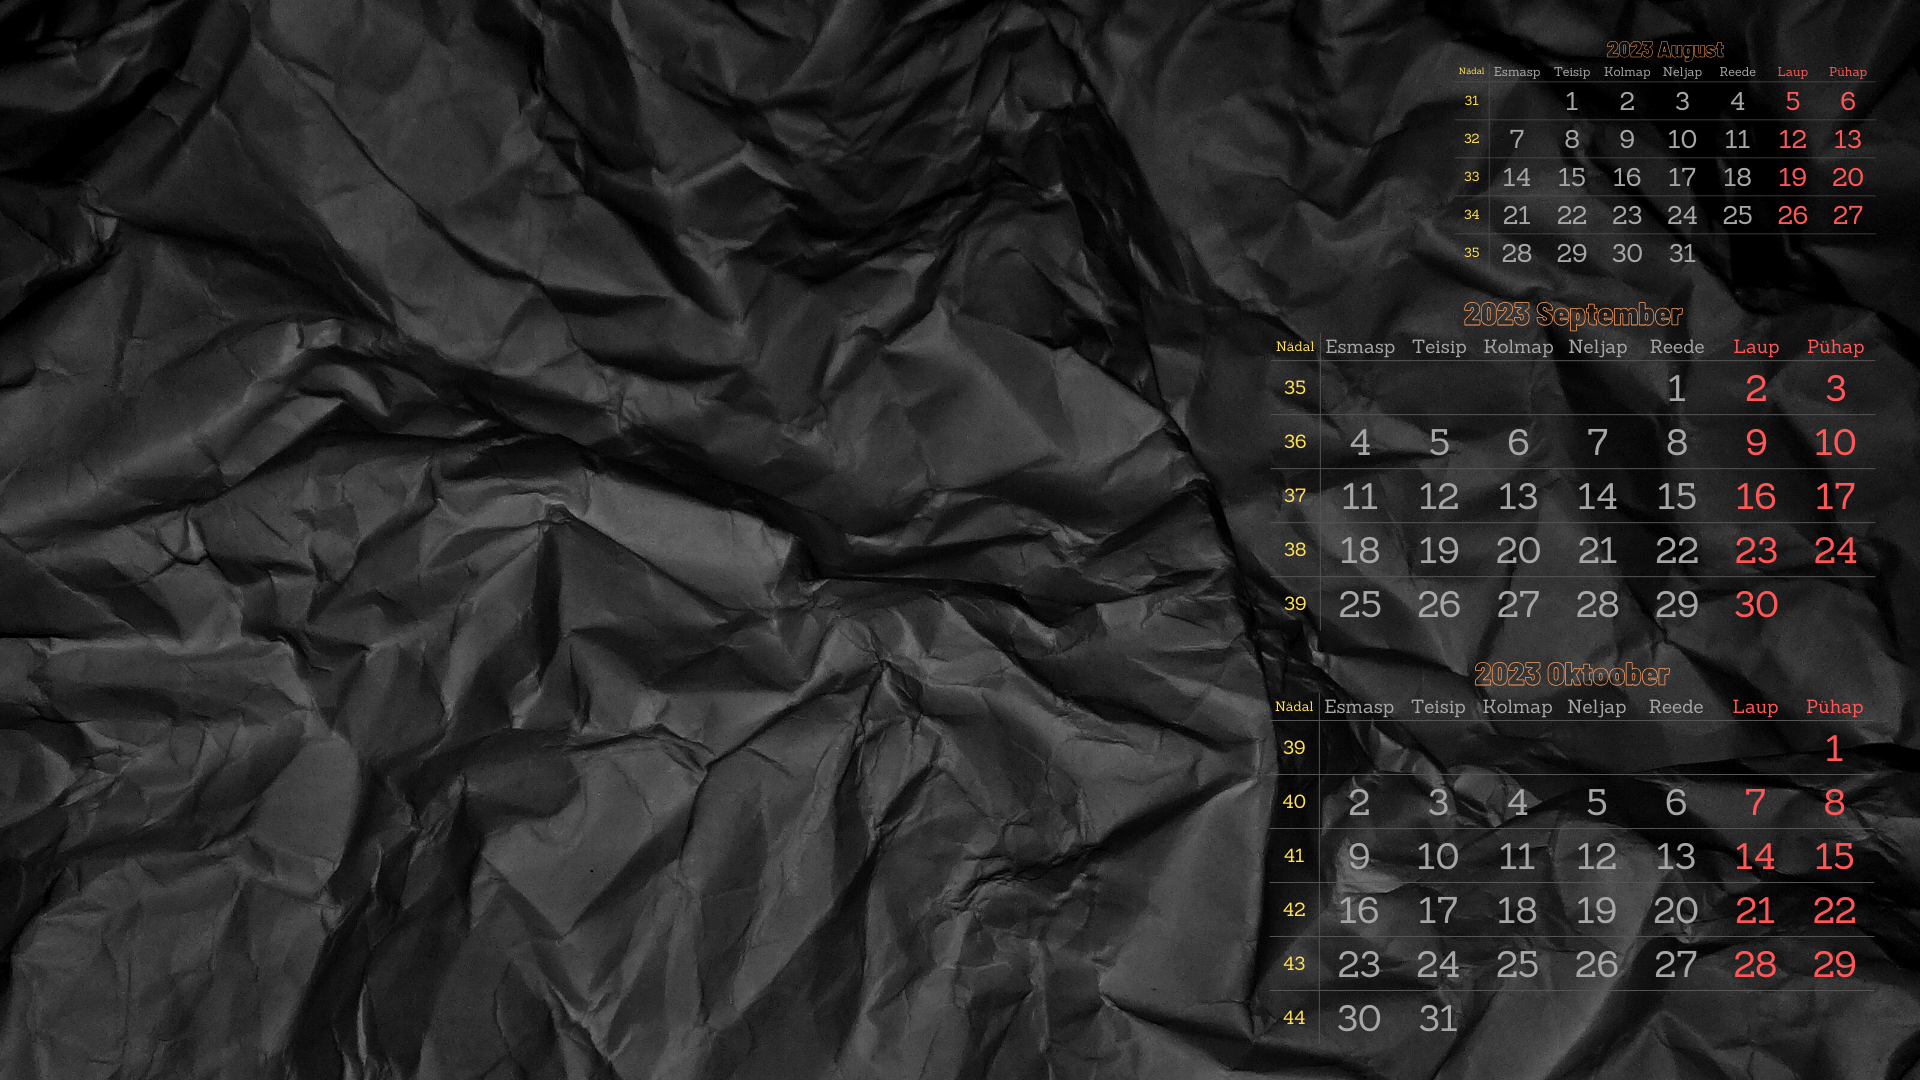 2023 August
Nädal Esmasp Teisip Kolmap Neljap Reede Laup Pühap
31 1 2 3 4 5 6
32 7 8 9 10 11 12 13
33 14 15 16 17 18 19 20
34 21 22 23 24 25 26 27
35 28 29 30 31
2023 September
Nädal Esmasp Teisip Kolmap Neljap Reede Laup Pühap
35 1 2 3
36 4 5 6 7 8 9 10
37 11 12 13 14 15 16 17
38 18 19 20 21 22 23 24
39 25 26 27 28 29 30
2023 Oktoober
Nädal Esmasp Teisip Kolmap Neljap Reede Laup Pühap
39 1
40 2 3 4 5 6 7 8
41 9 10 11 12 13 14 15
42 16 17 18 19 20 21 22
43 23 24 25 26 27 28 29
44 30 31